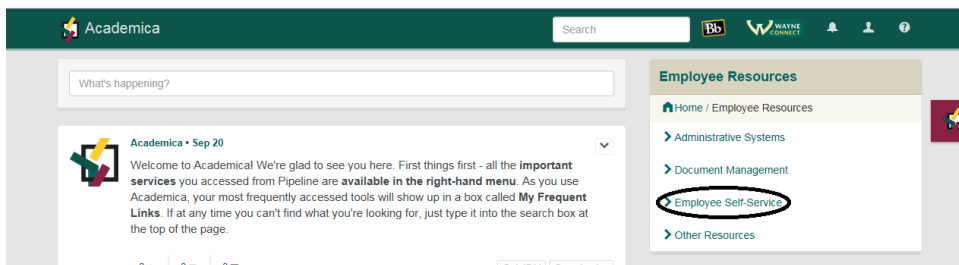 Academica
Search
Bb
W WAYNE
CONNECT
What's happening?
Academica • Sep 20
Welcome to Academica! We're glad to see you here. First things first - all the important
services you accessed from Pipeline are available in the right-hand menu. As you use
Academica, your most frequently accessed tools will show up in a box called My Frequent
Links. If at any time you can't find what you're looking for, just type it into the search box at
the top of the page.
Employee Resources
Home / Employee Resources
Administrative Systems
Document Management
Employee Self-Service
Other Resources